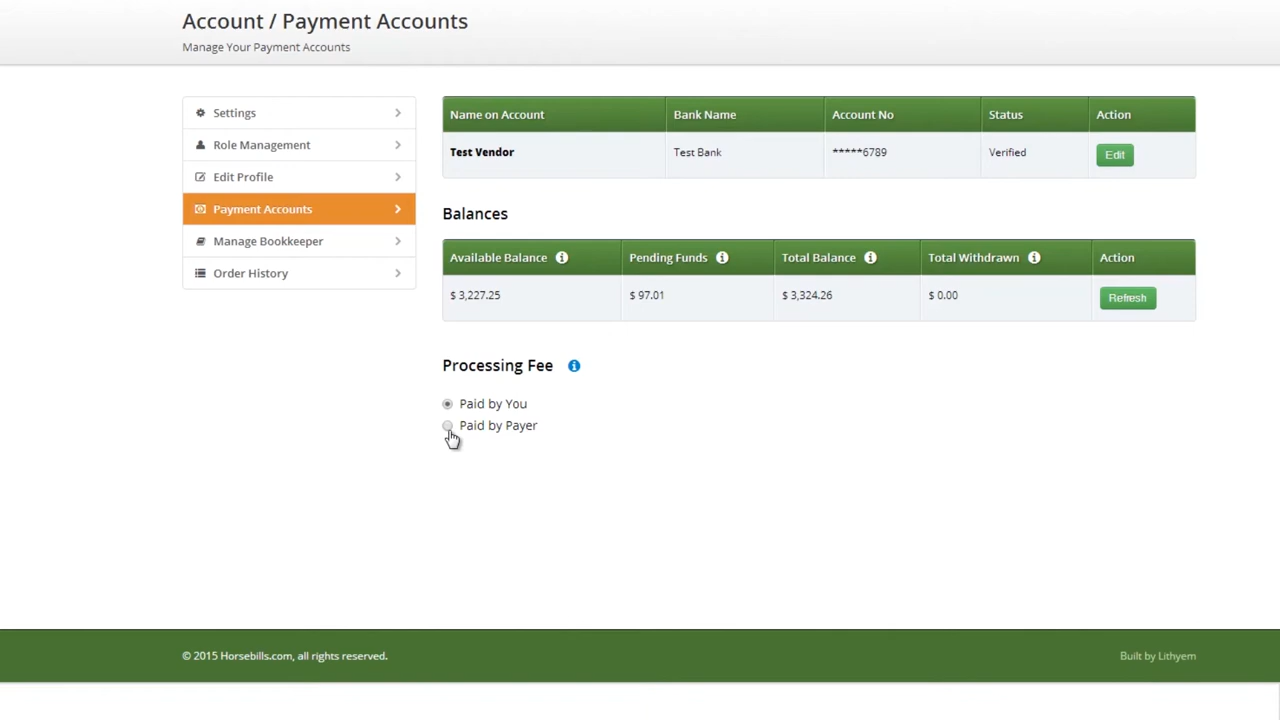 Account / Payment Accounts
Manage Your Payment Accounts
Settings
Role Management
Edit Profile
Payment Accounts
Manage Bookkeeper
Order History
Name on Account Bank Name Account No Status Action
Test Vendor Test Bank *****6789 Verified Edit
Balances
Available Balance Pending Funds Total Balance Total Withdrawn Action
$ 3,227.25 $ 97.01 $ 3,324.26 $ 0.00 Refresh
Processing Fee
Paid by You
Paid by Payer
© 2015 Horsebills.com, all rights reserved. Built by Lithyem